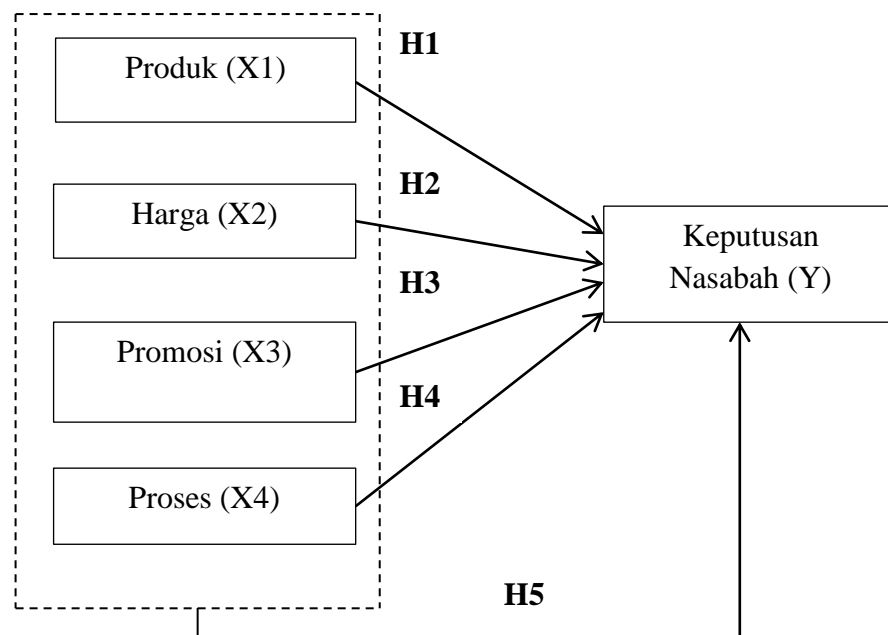 H1
Produk (X1)
H2
Harga (X2)
Keputusan
Nasabah (Y)
H3
Promosi (X3)
H4
Proses (X4)
H5